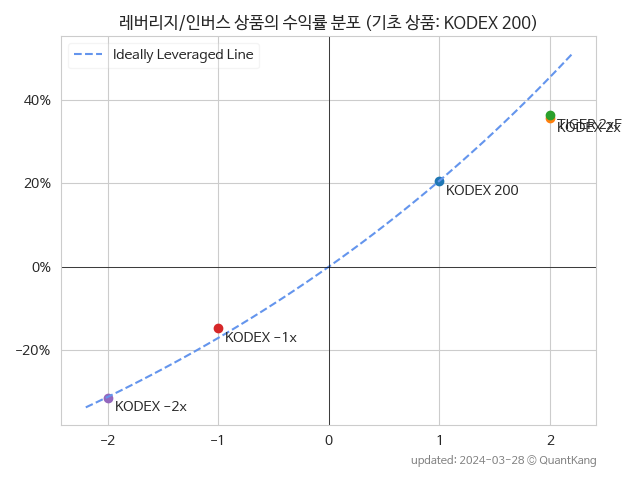 레버리지/인버스 상품의 수익률 분포 (기초 상품: KODEX 200)
Ideally Leveraged Line
40%
20%
0%
−20%
TIGER 2xF
KODEX 2x
KODEX 200
KODEX −1x
KODEX −2x
−2 −1 0 1 2
updated: 2024-03-28 © QuantKang